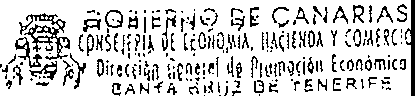 GOBIERNO DE CANARIAS
CONSEJERIA DE ECONOMIA, HACIENDA Y COMERCIO
Dirección General de Promoción Económica
SANTA CRUZ DE TENERIFE